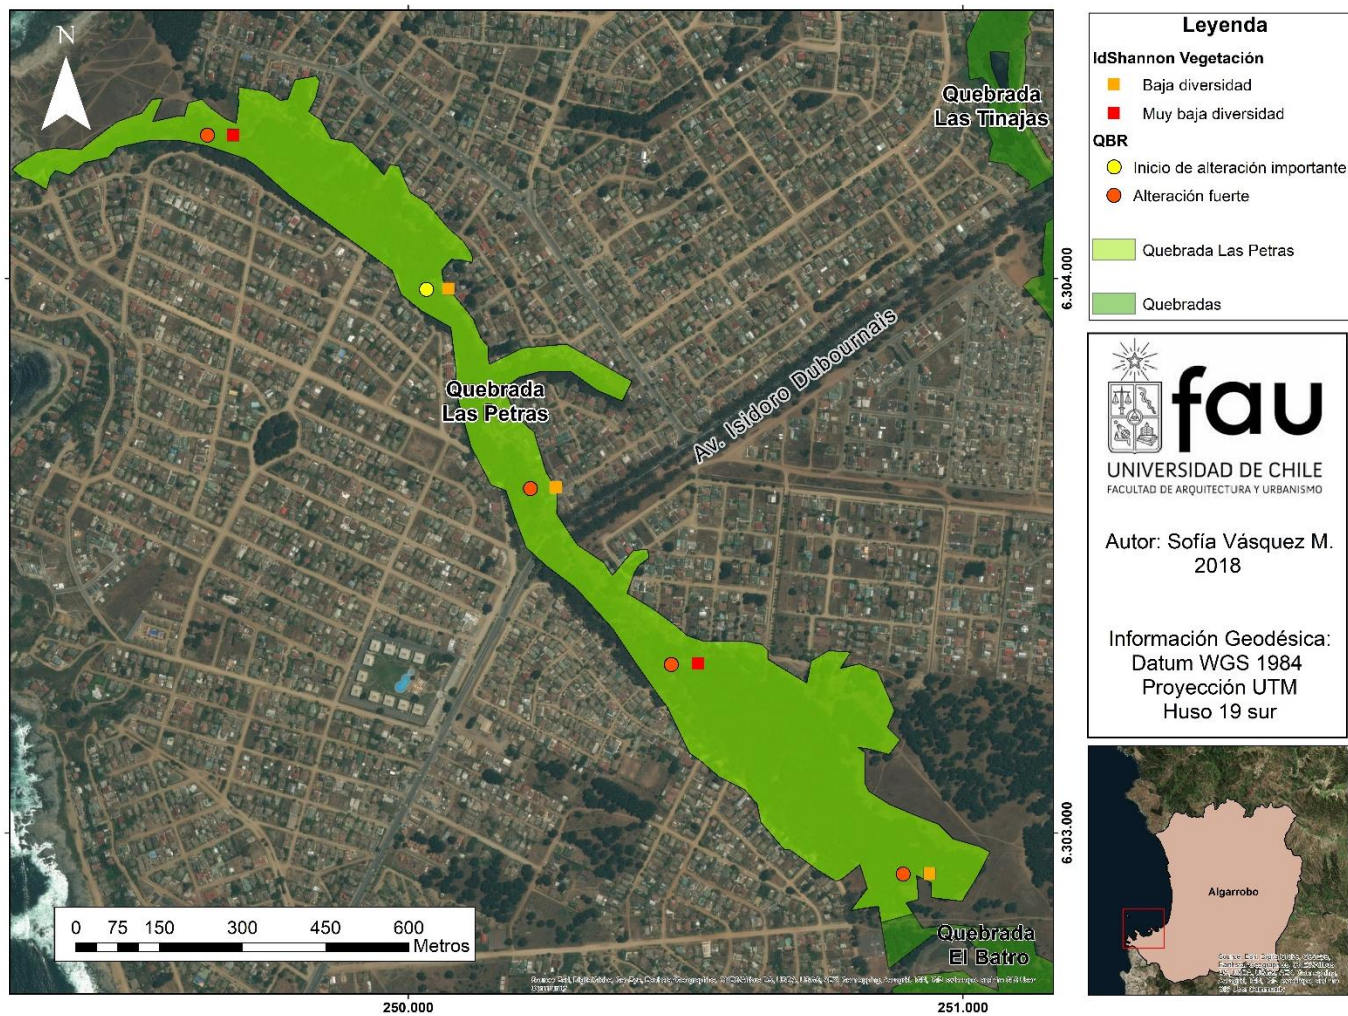 N
Quebrada
Las Tinajas
6.304.000
Av. Isidoro Dubournais
Quebrada
Las Petras
6.303.000
0 75 150 300 450 600
Metros
Quebrada
El Batro
250.000
251.000
Leyenda
IdShannon Vegetación
Baja diversidad
Muy baja diversidad
QBR
Inicio de alteración importante
Alteración fuerte
Quebrada Las Petras
Quebradas
fau
UNIVERSIDAD DE CHILE
FACULTAD DE ARQUITECTURA Y URBANISMO
Autor: Sofía Vásquez M.
2018
Información Geodésica:
Datum WGS 1984
Proyección UTM
Huso 19 sur
Algarrobo